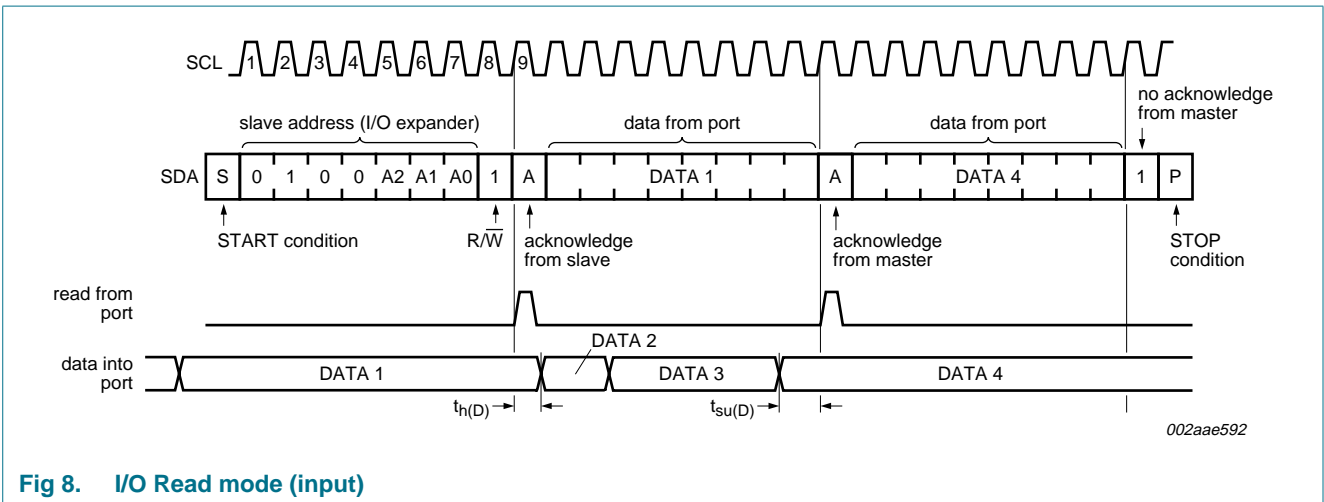 SCL 1 2 3 4 5 6 7 8 9
no acknowledge
from master
slave address (I/O expander) data from port data from port
SDA S 0 1 0 0 A2 A1 A0 1 A DATA 1 A DATA 4 1 P
START condition R/W̅ acknowledge
from slave
acknowledge
from master
STOP
condition
read from
port
DATA 2
data into
port
DATA 1 DATA 3 DATA 4
th(D) tsu(D)
002aae592
Fig 8. I/O Read mode (input)